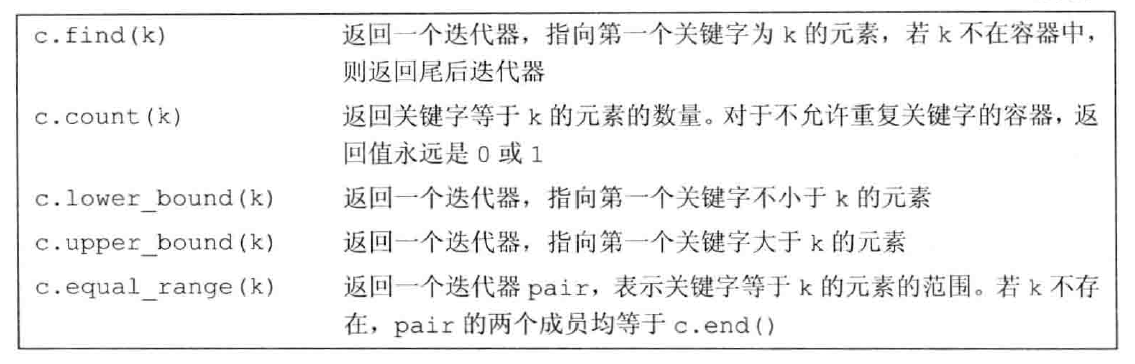 c.find(k) 返回一个迭代器，指向第一个关键字为 k 的元素，若 k 不在容器中，
则返回尾后迭代器
c.count(k) 返回关键字等于 k 的元素的数量。对于不允许重复关键字的容器，返
回值永远是 0 或 1
c.lower_bound(k) 返回一个迭代器，指向第一个关键字不小于 k 的元素
c.upper_bound(k) 返回一个迭代器，指向第一个关键字大于 k 的元素
c.equal_range(k) 返回一个迭代器 pair，表示关键字等于 k 的元素的范围。若 k 不存
在，pair 的两个成员均等于 c.end()